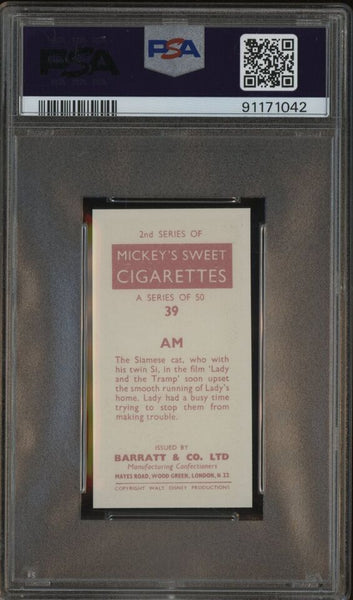 PSA
PSA
91171042
2nd SERIES OF
MICKEY'S SWEET
CIGARETTES
A SERIES OF 50
39
AM
The Siamese cat, who with
his twin Si, in the film 'Lady
and the Tramp' soon upset
the smooth running of Lady's
home. Lady had a busy time
trying to stop them from
making trouble.
ISSUED BY
BARRATT & CO. LTD
Manufacturing Confectioners
MAYES ROAD, WOOD GREEN, LONDON, N 22
COPYRIGHT WALT DISNEY PRODUCTIONS